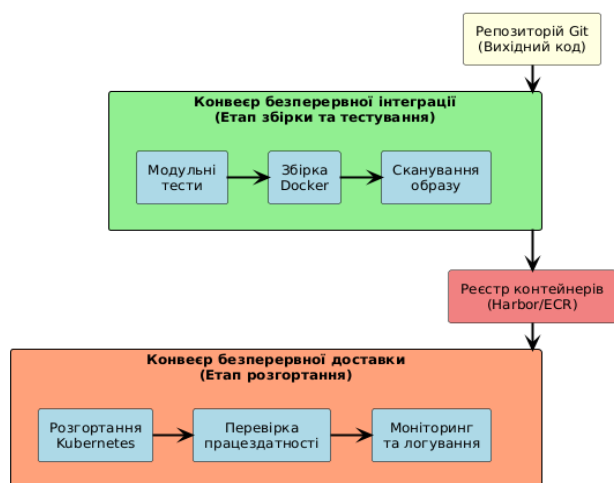 Репозиторій Git
(Вихідний код)
Конвеєр безперервної інтеграції
(Етап збірки та тестування)
Модульні
тести
Збірка
Docker
Сканування
образу
Реєстр контейнерів
(Harbor/ECR)
Конвеєр безперервної доставки
(Етап розгортання)
Розгортання
Kubernetes
Перевірка
працездатності
Моніторинг
та логування